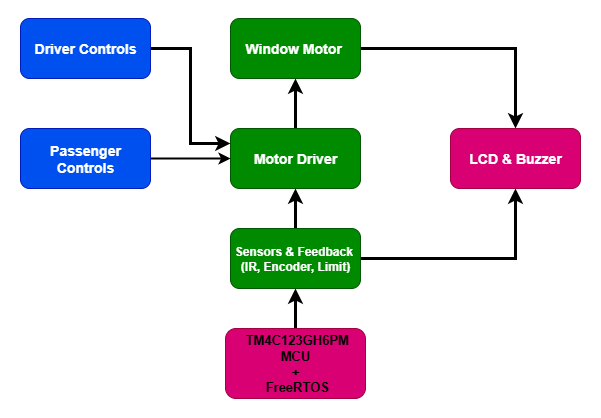 Driver Controls
Window Motor
Passenger
Controls
Motor Driver
LCD & Buzzer
Sensors & Feedback
(IR, Encoder, Limit)
TM4C123GH6PM
MCU
+
FreeRTOS